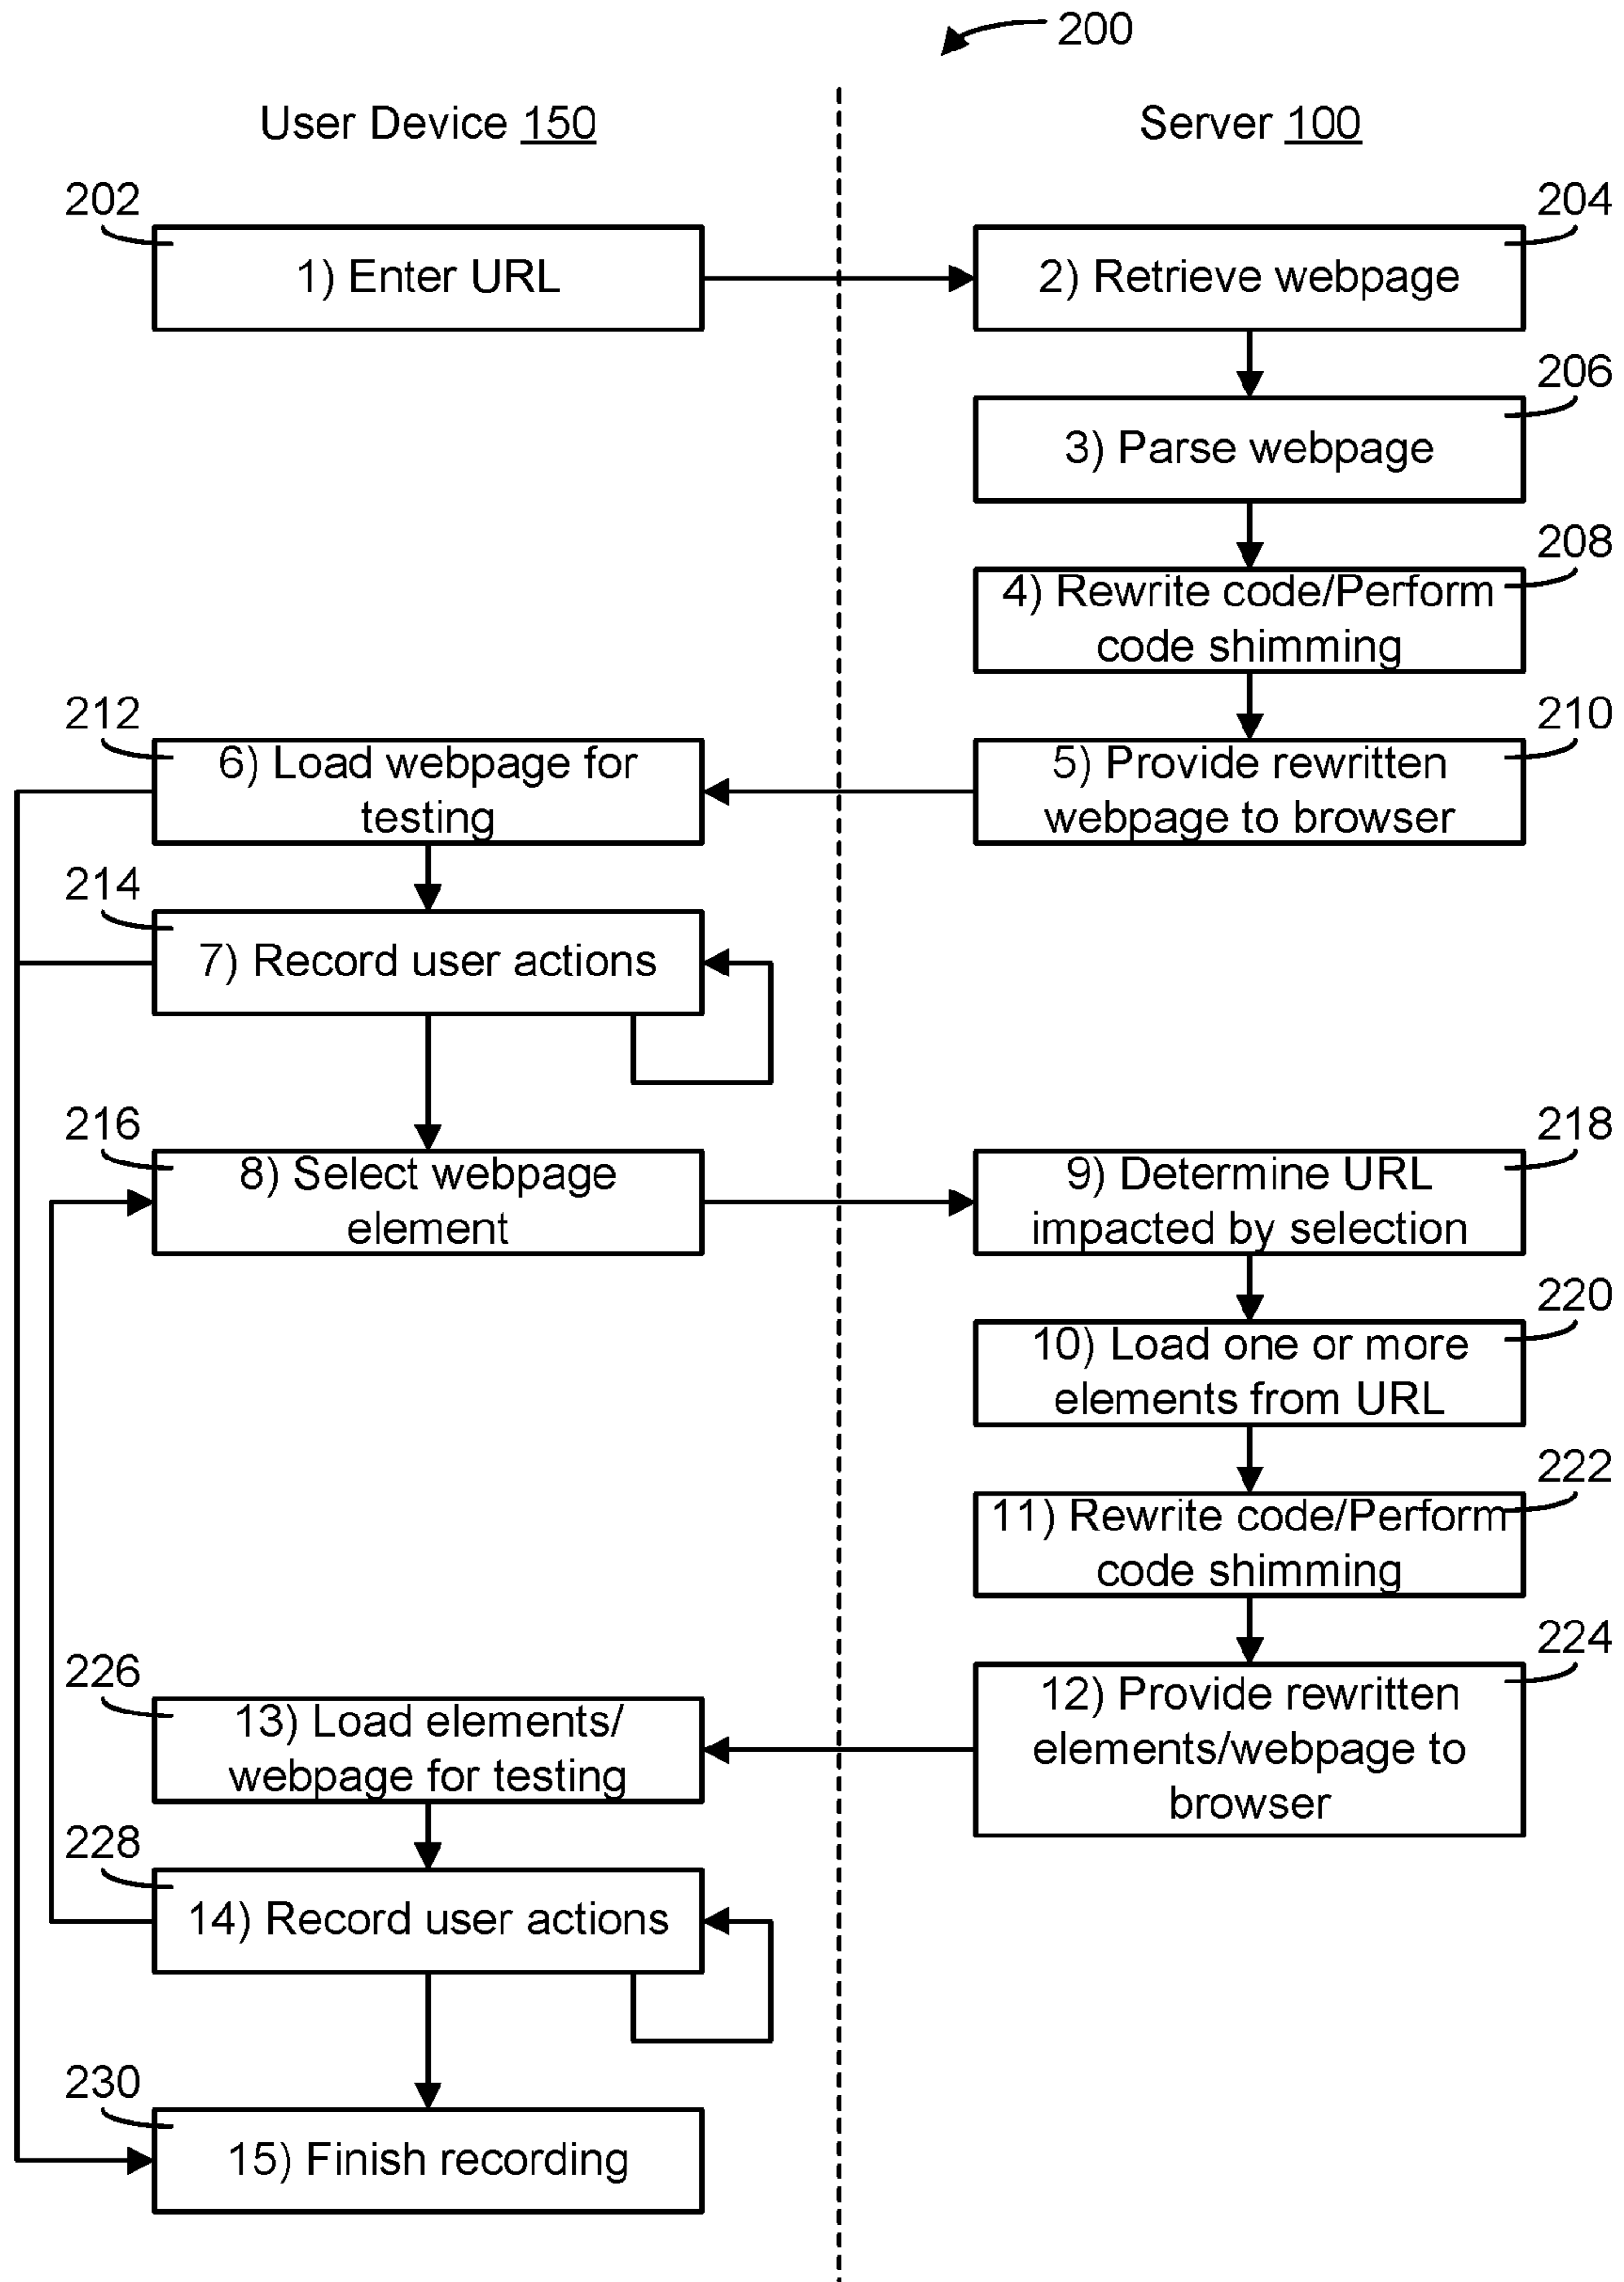 200
User Device 150
Server 100
202
1) Enter URL
204
2) Retrieve webpage
206
3) Parse webpage
208
4) Rewrite code/Perform
code shimming
210
5) Provide rewritten
webpage to browser
212
6) Load webpage for
testing
214
7) Record user actions
216
8) Select webpage
element
218
9) Determine URL
impacted by selection
220
10) Load one or more
elements from URL
222
11) Rewrite code/Perform
code shimming
224
12) Provide rewritten
elements/webpage to
browser
226
13) Load elements/
webpage for testing
228
14) Record user actions
230
15) Finish recording